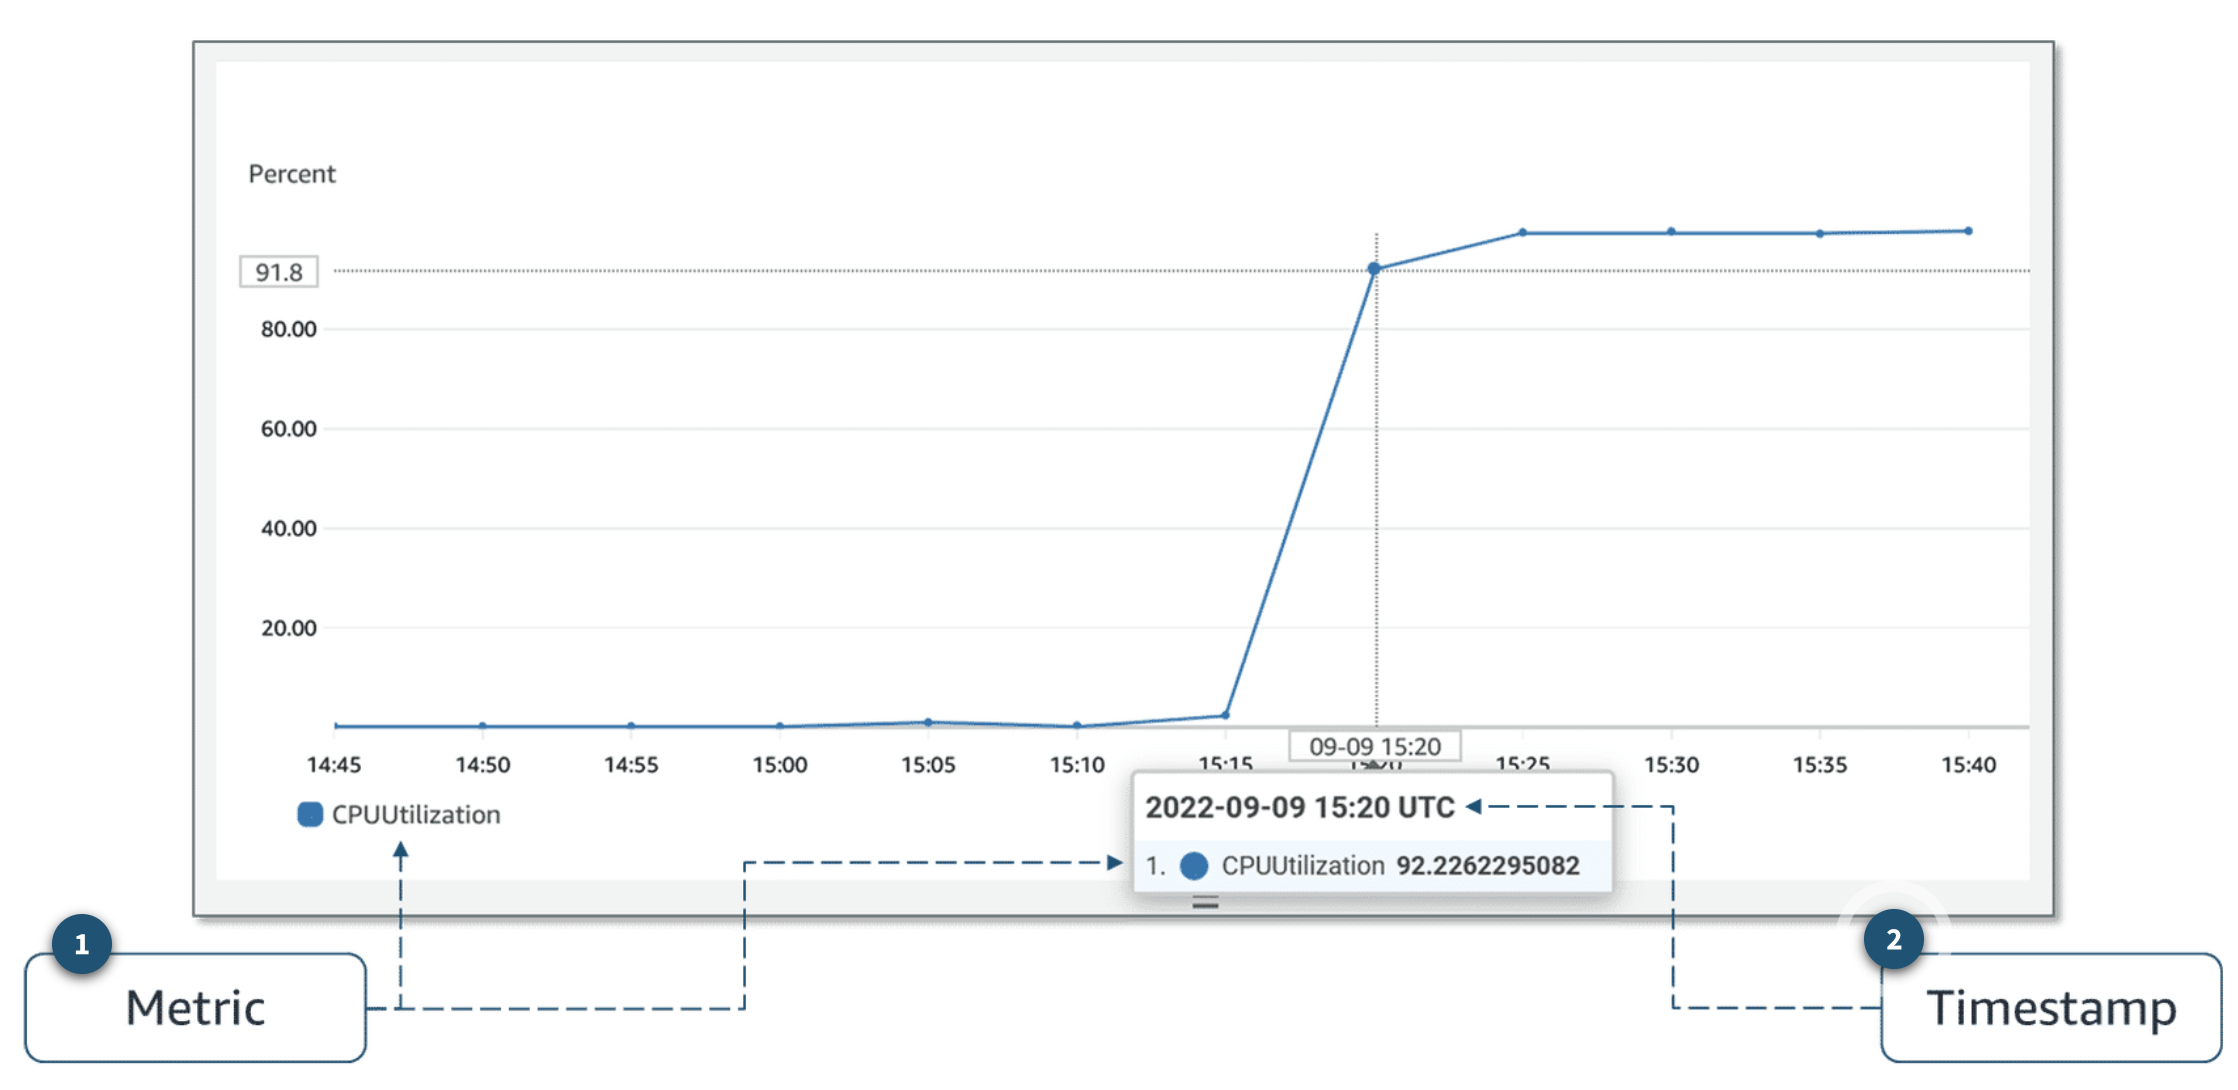 Percent
91.8
80.00
60.00
40.00
20.00
09-09 15:20
14:45 14:50 14:55 15:00 15:05 15:10 15:15 15:20 15:25 15:30 15:35 15:40
CPUUtilization
2022-09-09 15:20 UTC
1. CPUUtilization 92.2262295082
1
Metric
2
Timestamp